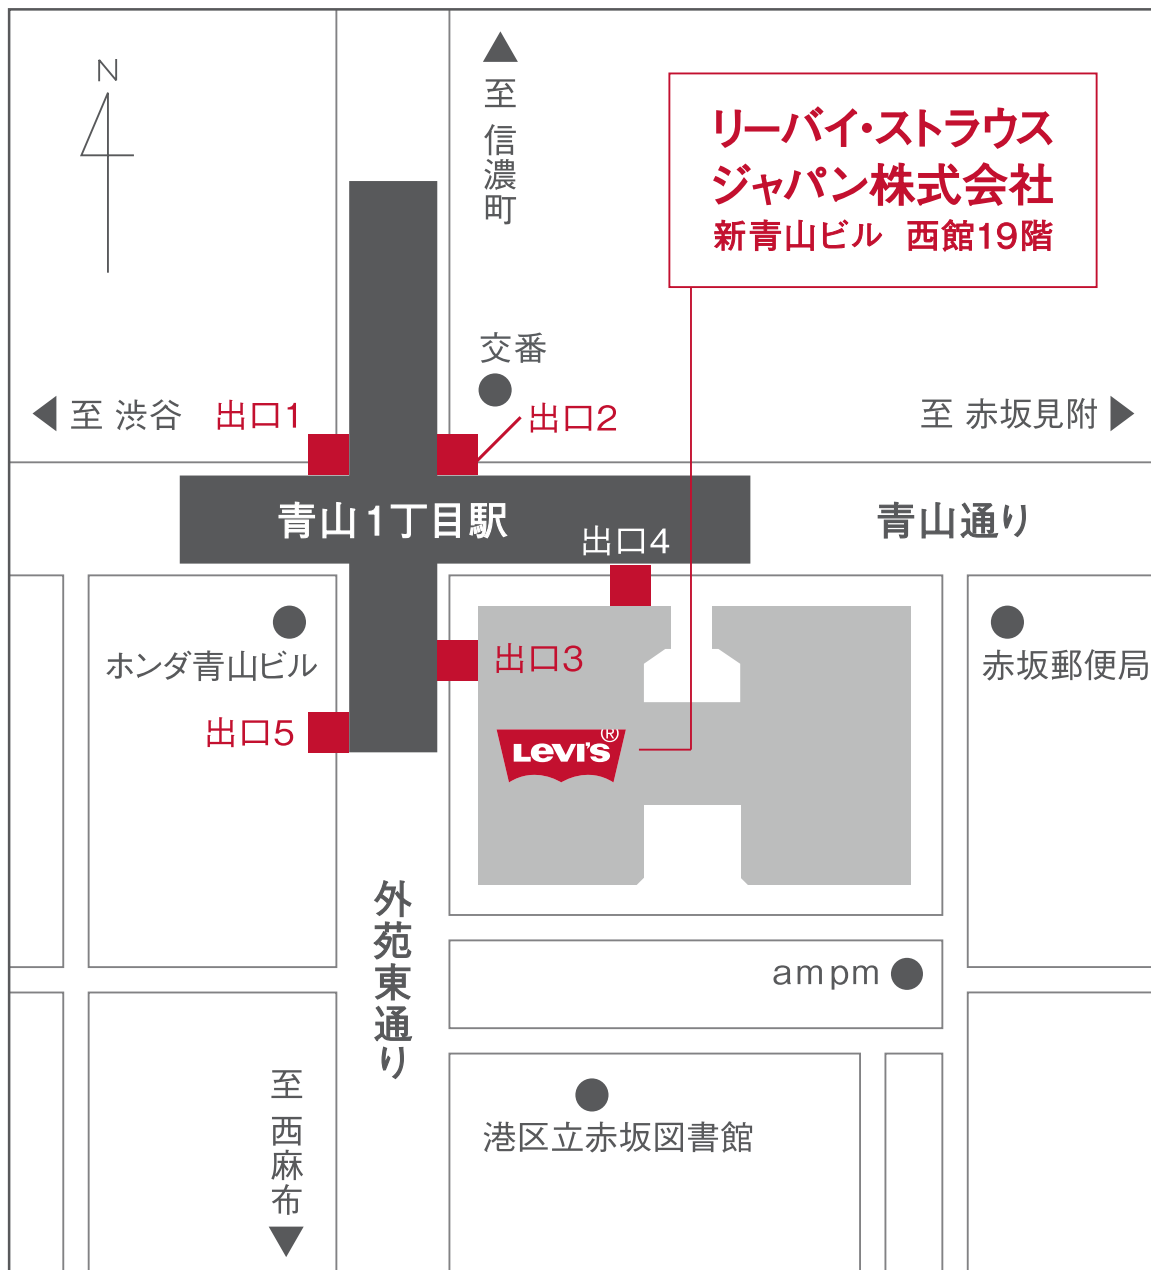 N
至 信濃町
リーバイ・ストラウス
ジャパン株式会社
新青山ビル 西館19階
交番
至 渋谷
出口1
出口2
至 赤坂見附
青山1丁目駅
青山通り
出口4
ホンダ青山ビル
出口3
赤坂郵便局
出口5
LEVI'S®
外苑東通り
ampm
至 西麻布
港区立赤坂図書館